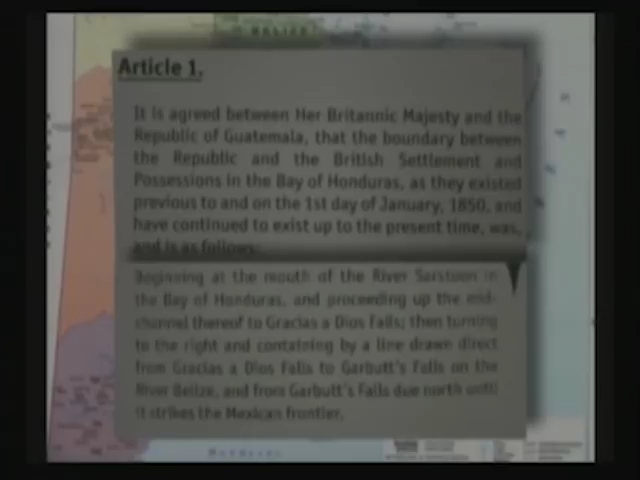 BELIZE
Article 1.
It is agreed between Her Britannic Majesty and the
Republic of Guatemala, that the boundary between
the Republic and the British Settlement and
Possessions in the Bay of Honduras, as they existed
previous to and on the 1st day of January, 1850, and
have continued to exist up to the present time, was,
and is as follows:
Beginning at the mouth of the River Sarstoon in
the Bay of Honduras, and proceeding up the
channel thereof to Gracias a Dios Falls; then turning
to the right and by a line drawn direct
from Gracias a Dios Falls to Garbutt's Falls on the
River Belize, and from Garbutt's Falls due north until
it strikes the Mexican frontier.